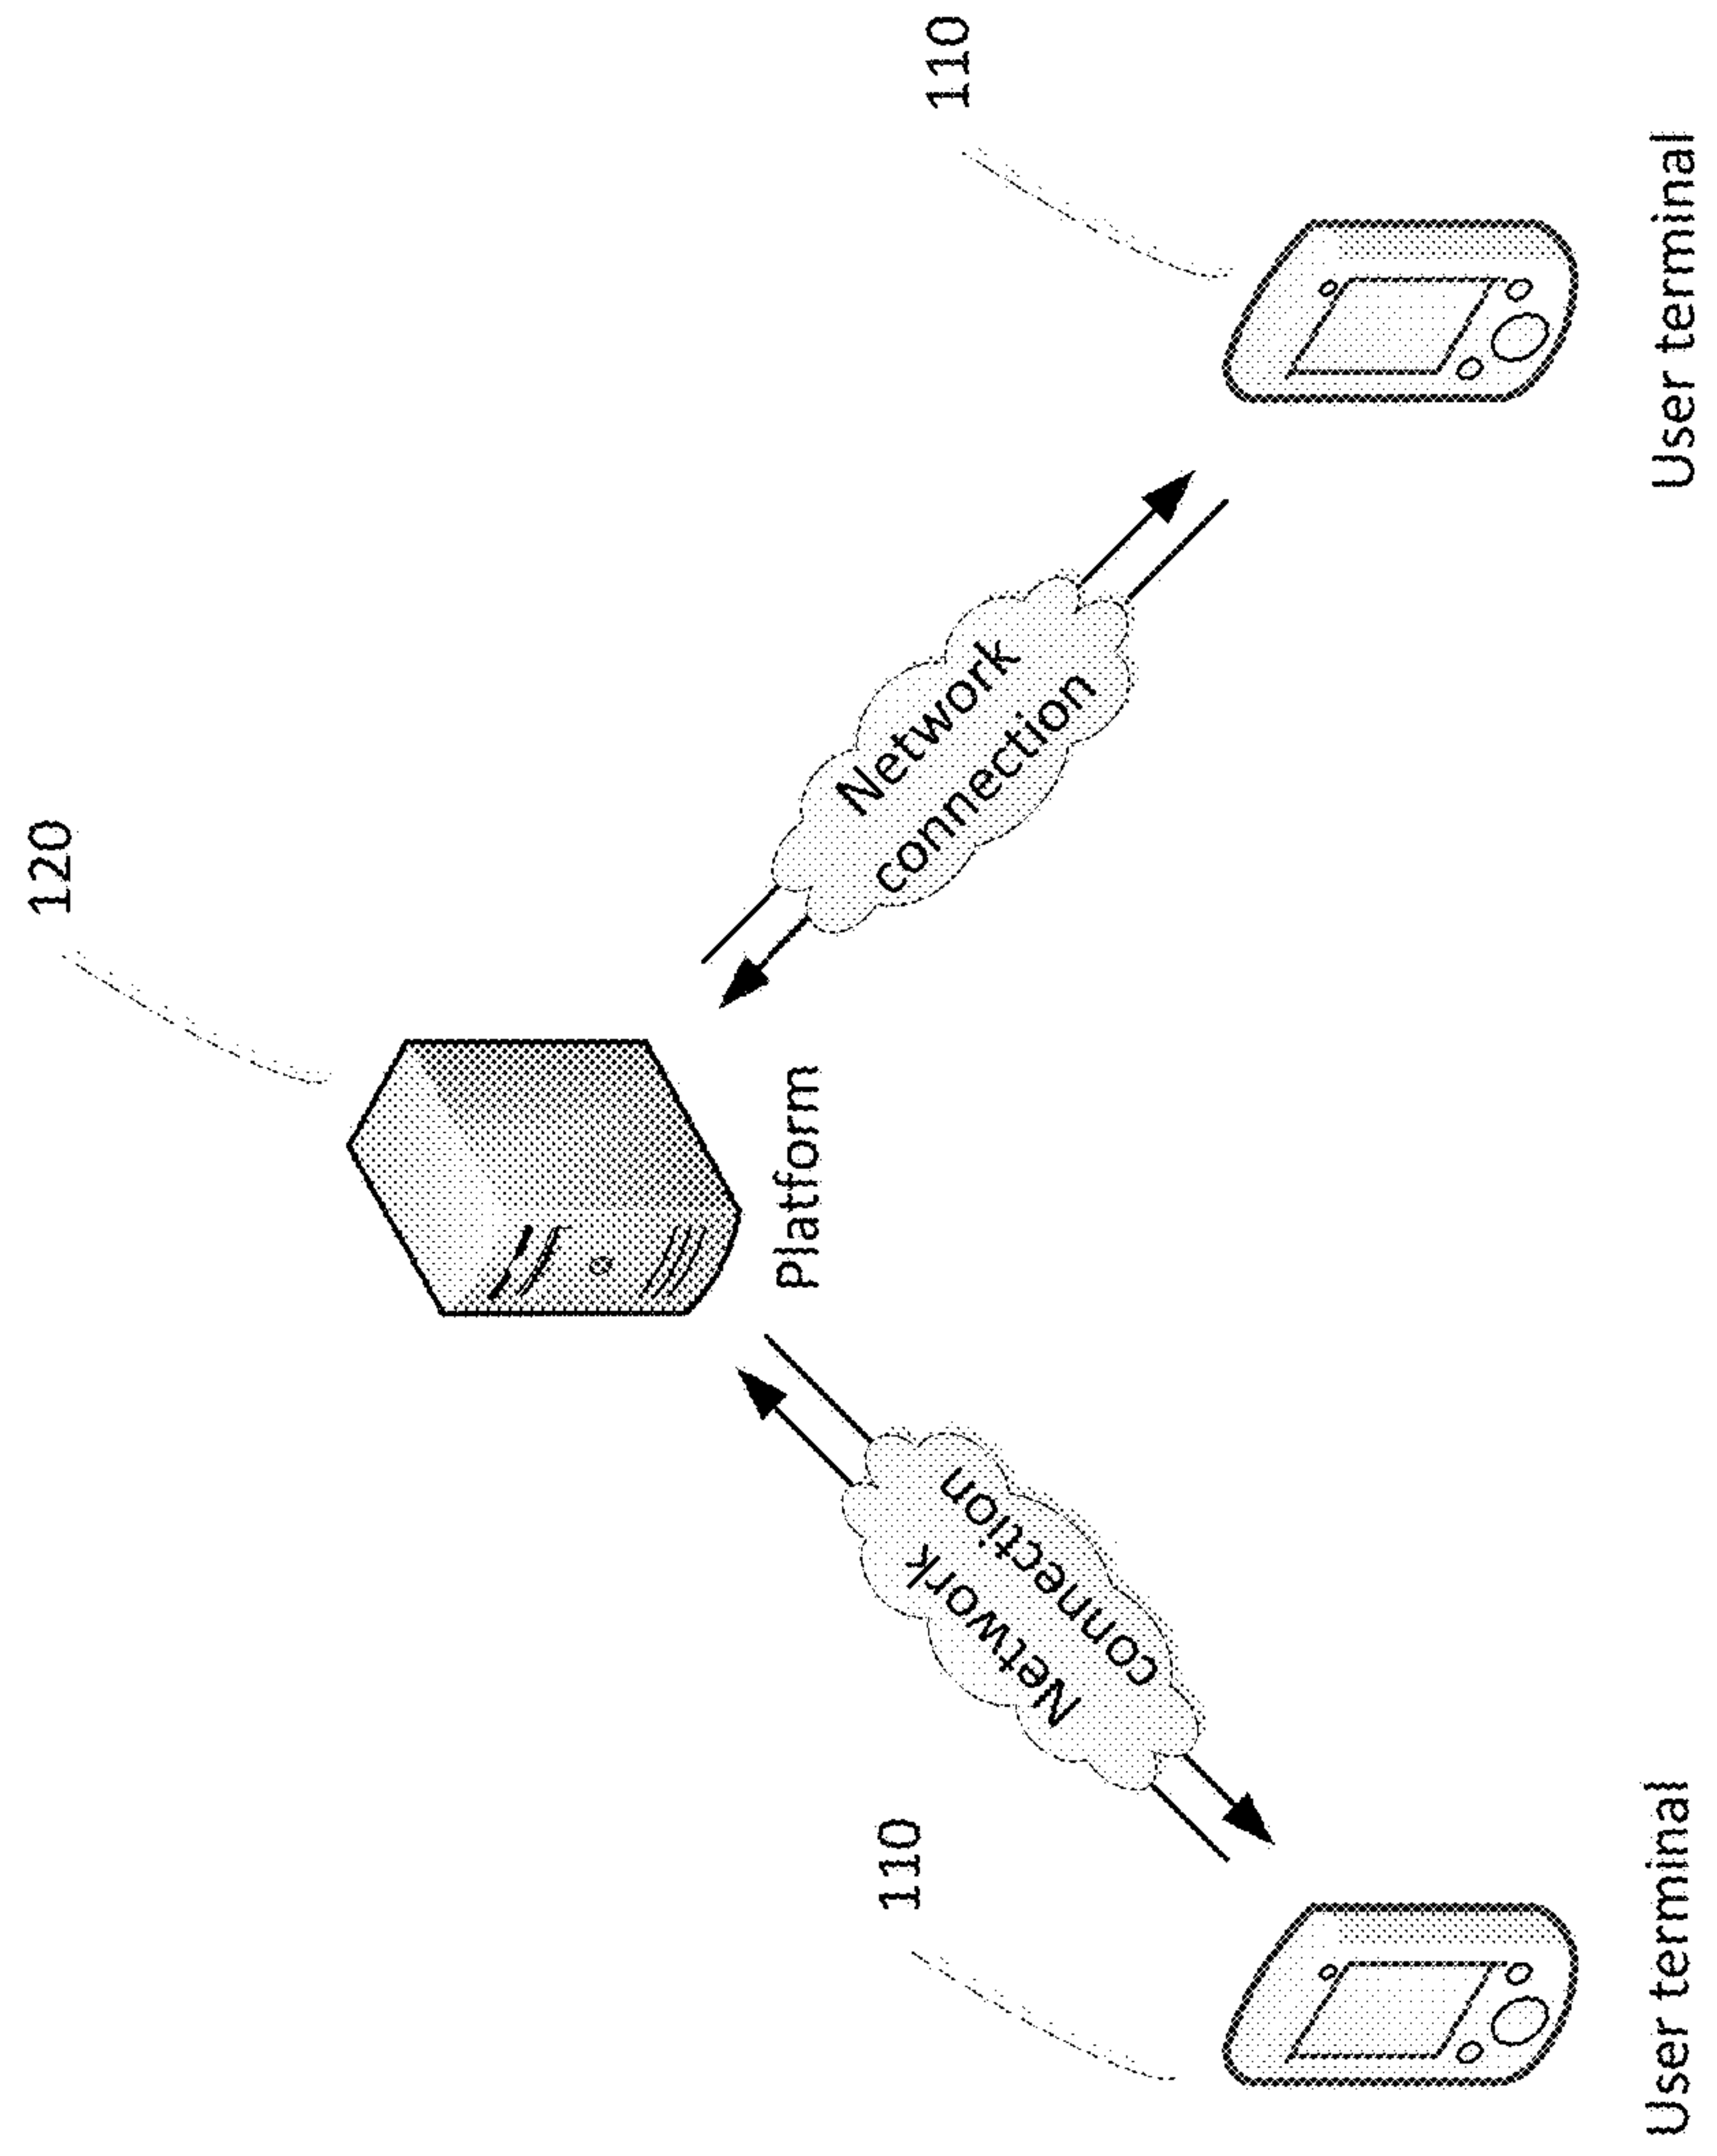 120
Platform
110
Network
connection
Network
connection
110
User terminal
User terminal